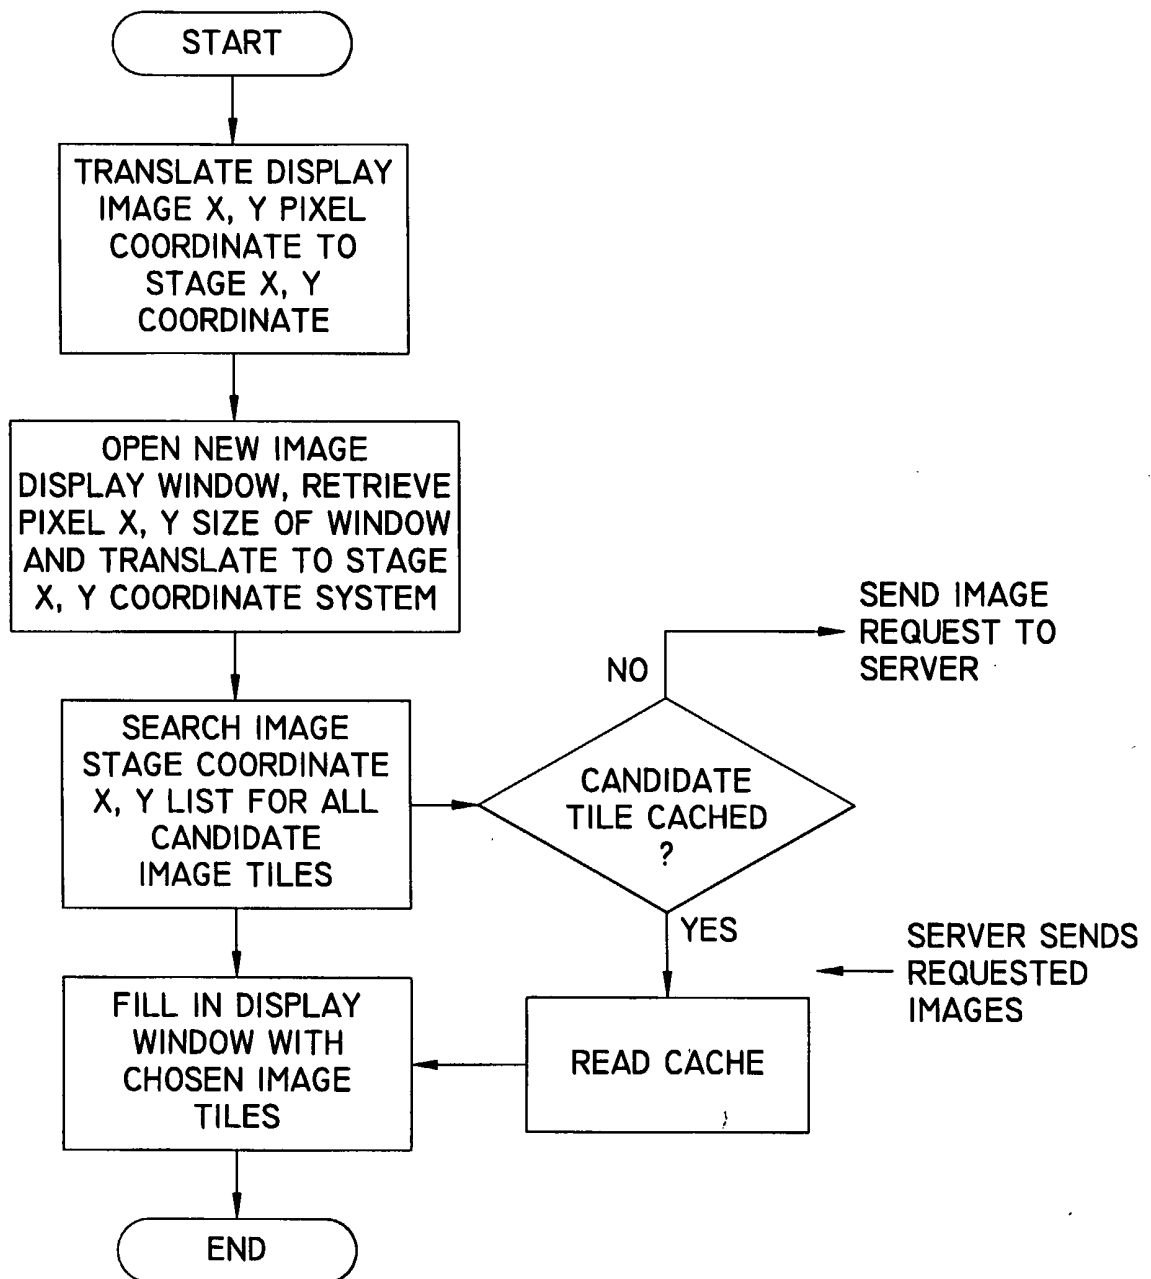 START
TRANSLATE DISPLAY
IMAGE X, Y PIXEL
COORDINATE TO
STAGE X, Y
COORDINATE
OPEN NEW IMAGE
DISPLAY WINDOW, RETRIEVE
PIXEL X, Y SIZE OF WINDOW
AND TRANSLATE TO STAGE
X, Y COORDINATE SYSTEM
SEARCH IMAGE
STAGE COORDINATE
X, Y LIST FOR ALL
CANDIDATE
IMAGE TILES
CANDIDATE
TILE CACHED
?
NO
SEND IMAGE
REQUEST TO
SERVER
YES
SERVER SENDS
REQUESTED
IMAGES
READ CACHE
FILL IN DISPLAY
WINDOW WITH
CHOSEN IMAGE
TILES
END